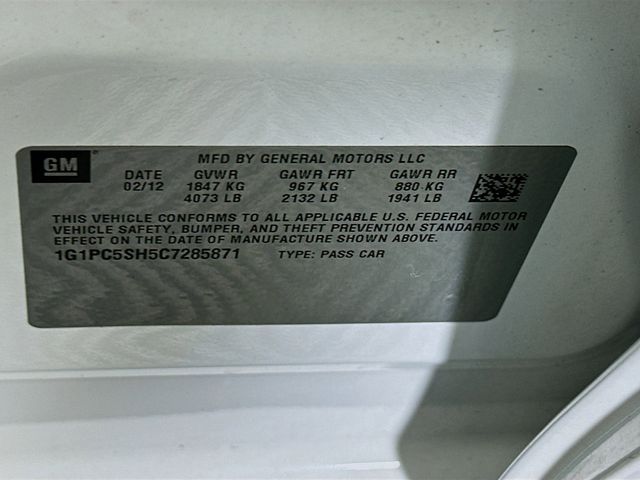 GM
MFD BY GENERAL MOTORS LLC
DATE GVWR GAWR FRT GAWR RR
02/12 1847 KG 967 KG 880 KG
4073 LB 2132 LB 1941 LB
THIS VEHICLE CONFORMS TO ALL APPLICABLE U.S. FEDERAL MOTOR
VEHICLE SAFETY, BUMPER, AND THEFT PREVENTION STANDARDS IN
EFFECT ON THE DATE OF MANUFACTURE SHOWN ABOVE.
1G1PC5SH5C7285871 TYPE: PASS CAR